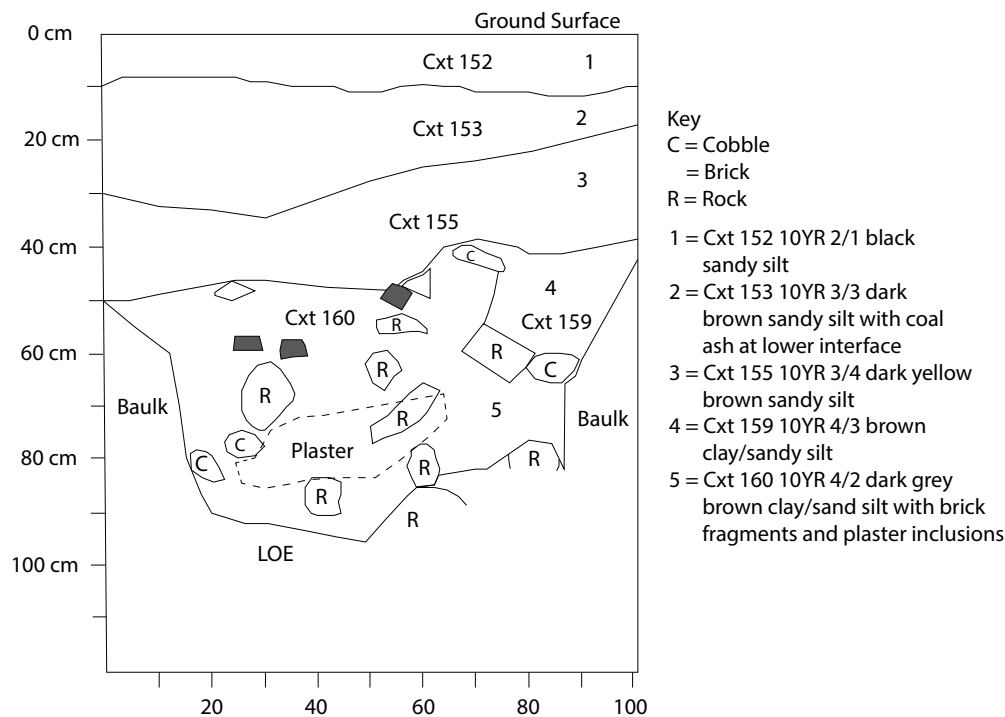 Ground Surface
0 cm
Cxt 152 1
Cxt 153 2
20 cm
3
Cxt 155
40 cm
C
4
Cxt 160
R
Cxt 159
60 cm
R
R
C
R
Baulk
5
Baulk
R
C
Plaster
80 cm
C
R
R
R
R
LOE
100 cm
20 40 60 80 100
Key
C = Cobble
= Brick
R = Rock
1 = Cxt 152 10YR 2/1 black
sandy silt
2 = Cxt 153 10YR 3/3 dark
brown sandy silt with coal
ash at lower interface
3 = Cxt 155 10YR 3/4 dark yellow
brown sandy silt
4 = Cxt 159 10YR 4/3 brown
clay/sandy silt
5 = Cxt 160 10YR 4/2 dark grey
brown clay/sand silt with brick
fragments and plaster inclusions